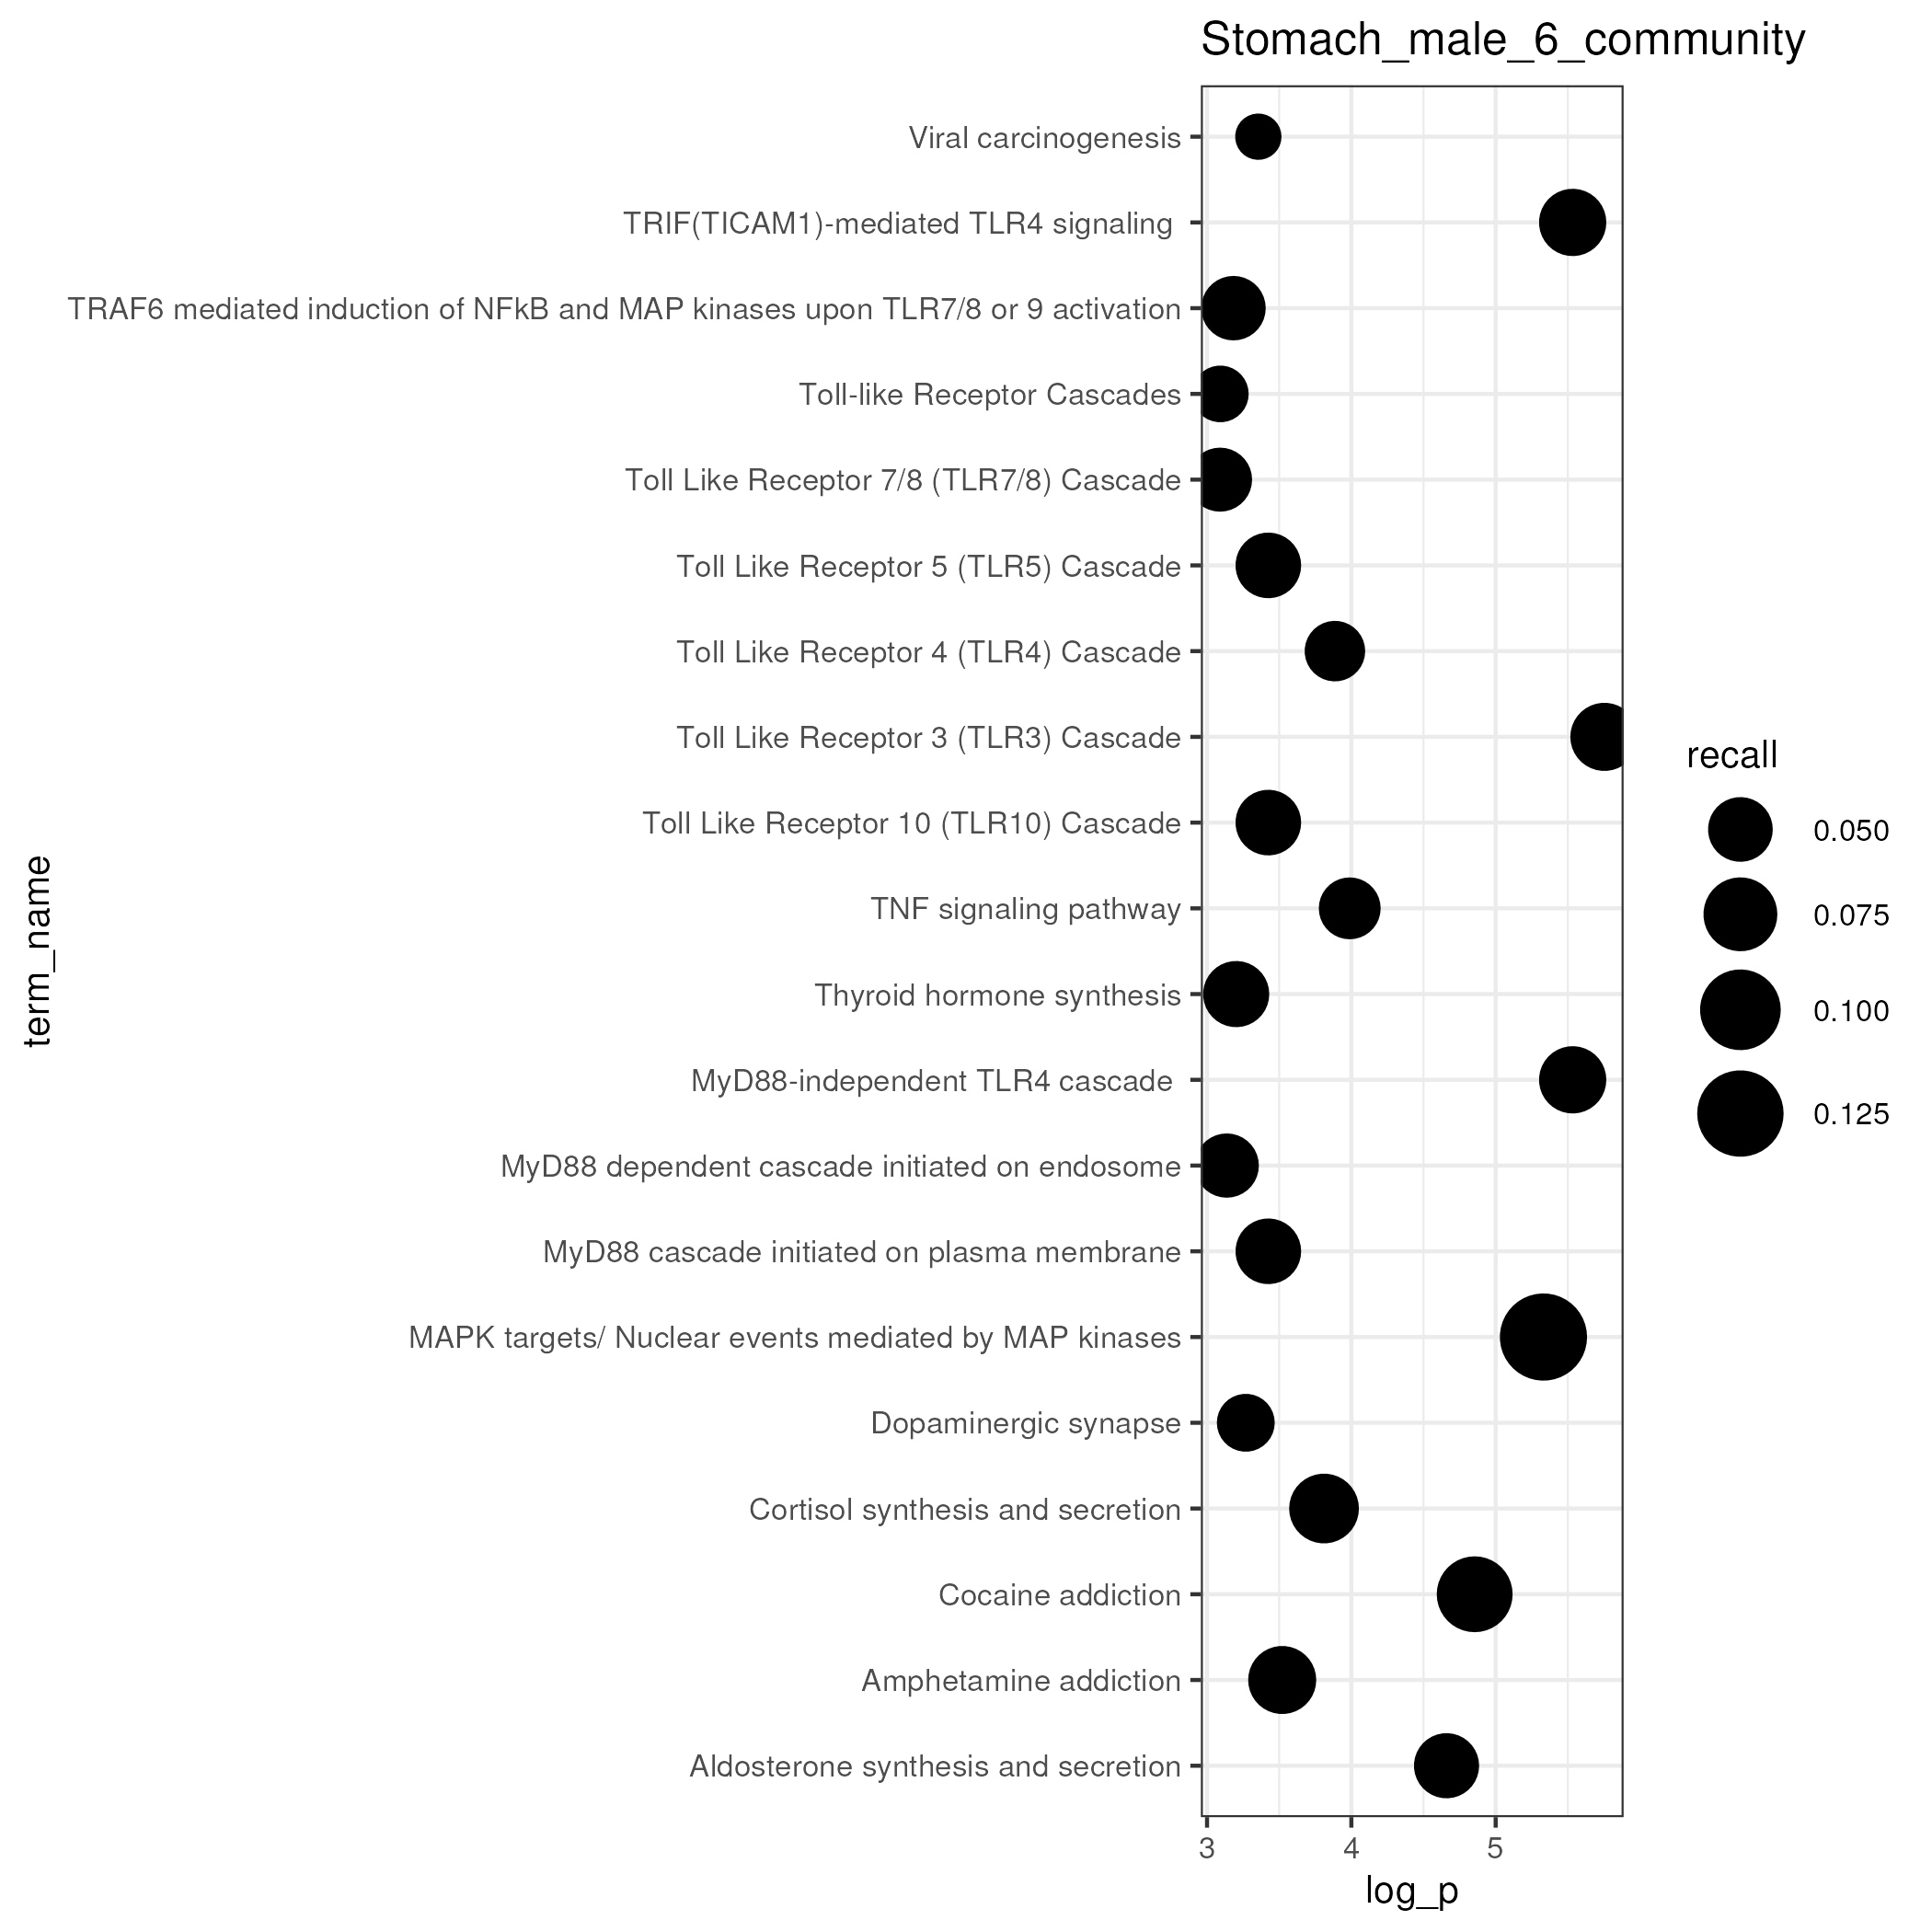 Stomach_male_6_community
Viral carcinogenesis
TRIF(TICAM1)-mediated TLR4 signaling
TRAF6 mediated induction of NFkB and MAP kinases upon TLR7/8 or 9 activation
Toll-like Receptor Cascades
Toll Like Receptor 7/8 (TLR7/8) Cascade
Toll Like Receptor 5 (TLR5) Cascade
Toll Like Receptor 4 (TLR4) Cascade
Toll Like Receptor 3 (TLR3) Cascade
Toll Like Receptor 10 (TLR10) Cascade
TNF signaling pathway
Thyroid hormone synthesis
MyD88-independent TLR4 cascade
MyD88 dependent cascade initiated on endosome
MyD88 cascade initiated on plasma membrane
MAPK targets/ Nuclear events mediated by MAP kinases
Dopaminergic synapse
Cortisol synthesis and secretion
Cocaine addiction
Amphetamine addiction
Aldosterone synthesis and secretion
term_name
3 4 5
log_p
recall
0.050
0.075
0.100
0.125